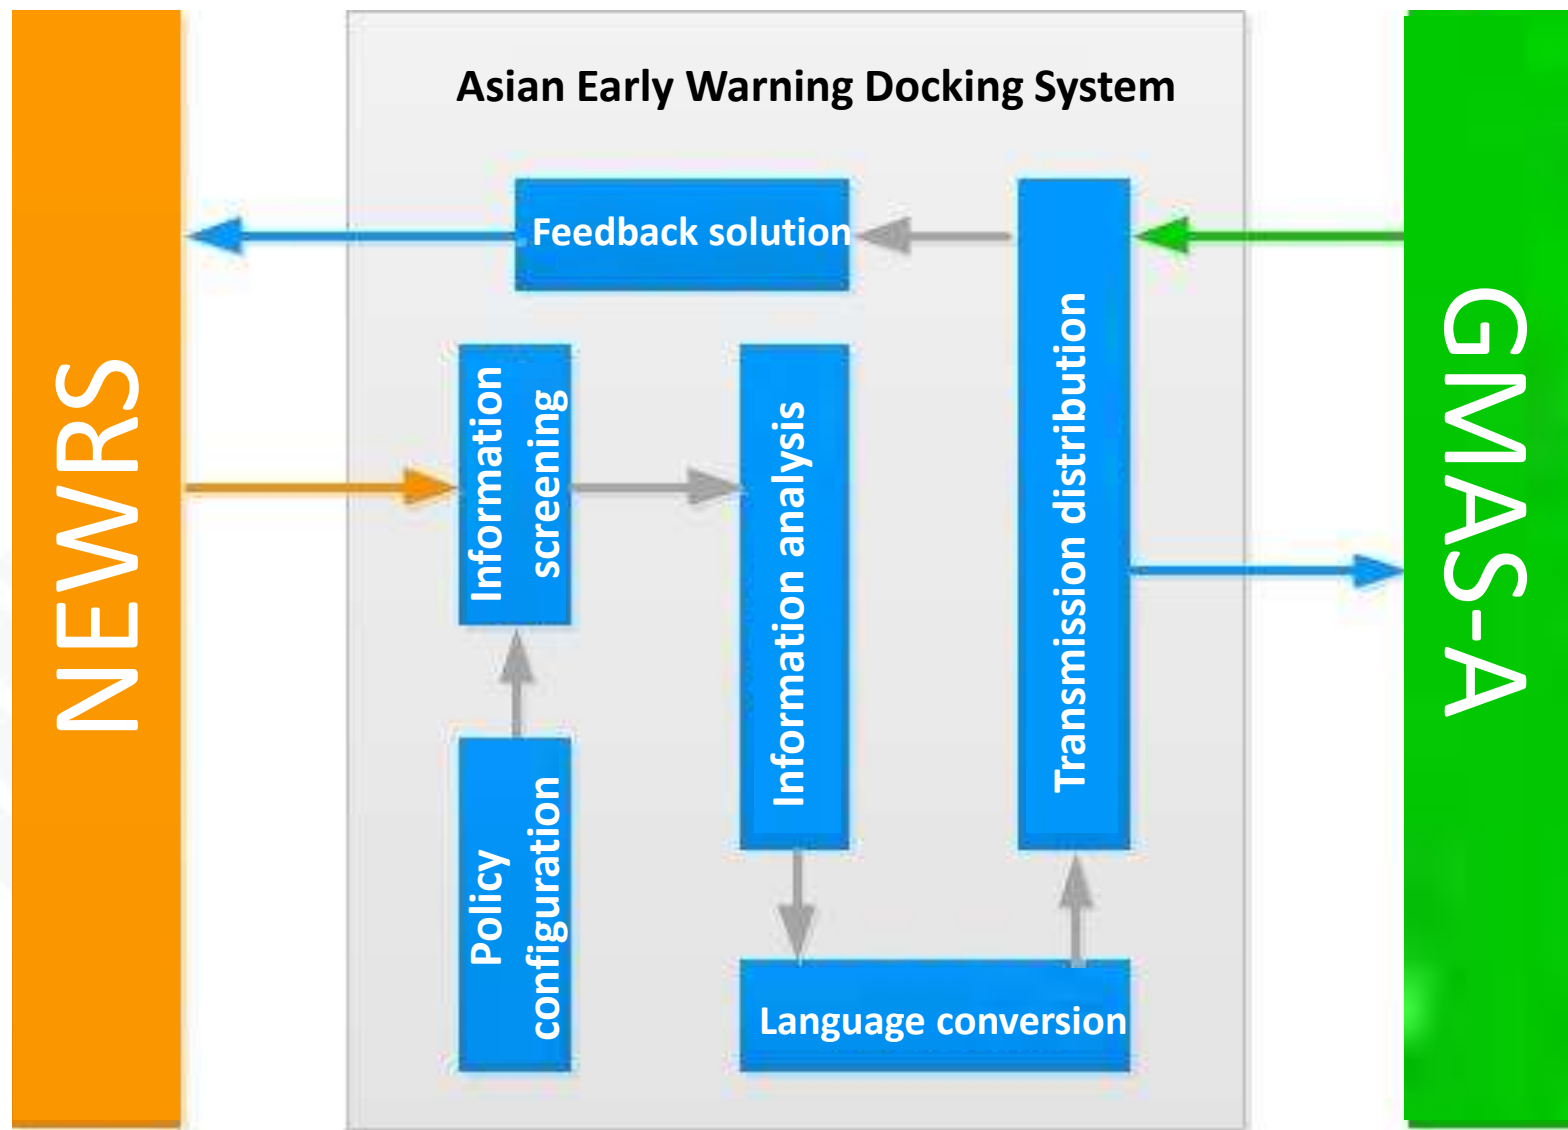 Asian Early Warning Docking System
NEWRS
Feedback solution
Information
screening
Policy
configuration
Information analysis
Language conversion
Transmission distribution
GMAS-A